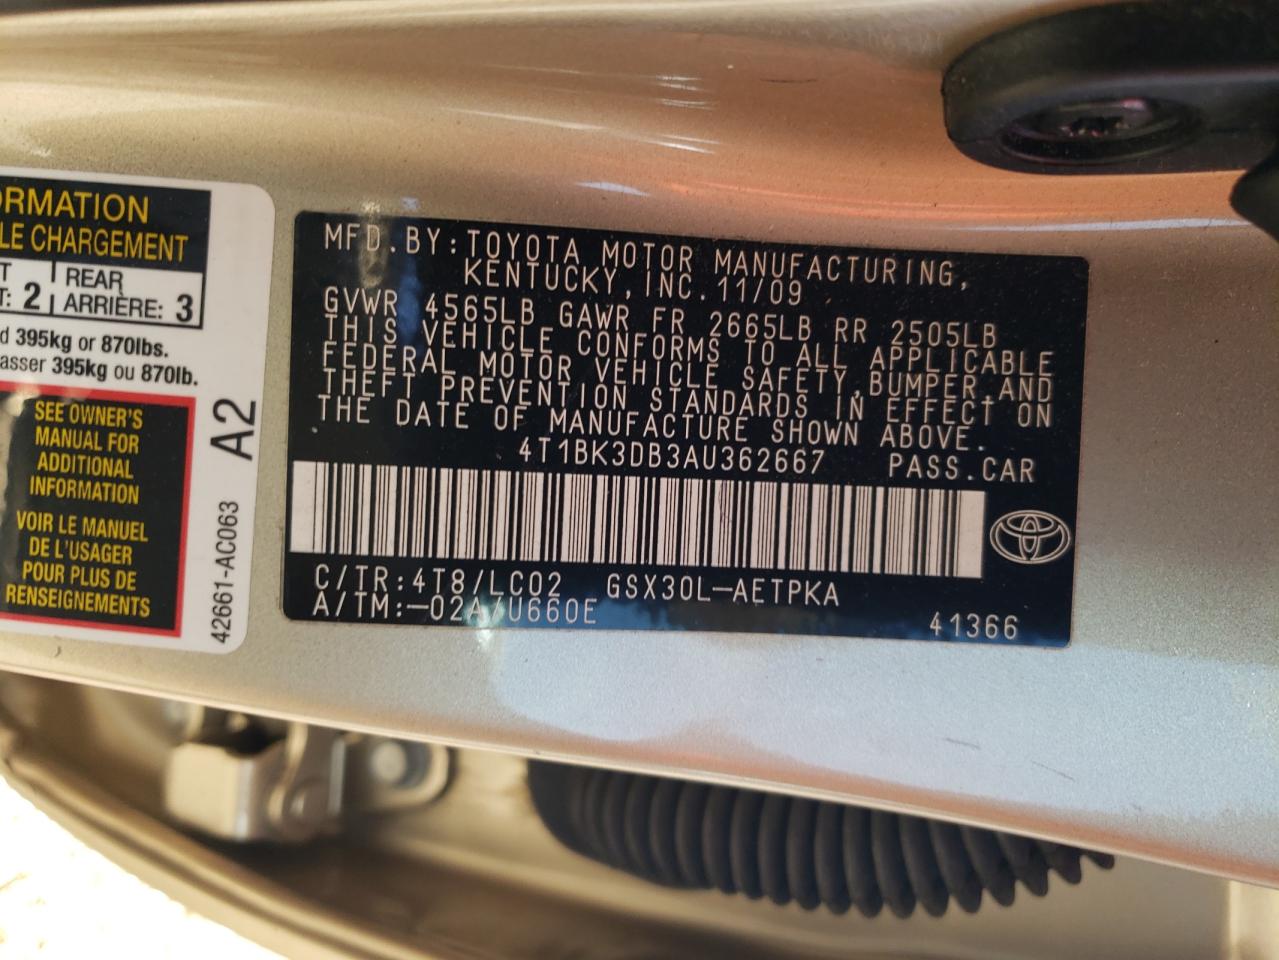 ORMATION
LE CHARGEMENT
T
: 2
REAR
ARRIÈRE: 3
395kg or 870lbs.
asser 395kg ou 870lb.
SEE OWNER'S
MANUAL FOR
ADDITIONAL
INFORMATION
VOIR LE MANUEL
DE L'USAGER
POUR PLUS DE
RENSEIGNEMENTS
42661-AC063
A2
MFD.BY:TOYOTA MOTOR MANUFACTURING,
KENTUCKY,INC.11/09
GVWR 4565LB GAWR FR 2665LB RR 2505LB
THIS VEHICLE CONFORMS TO ALL APPLICABLE
FEDERAL MOTOR VEHICLE SAFETY,BUMPER,AND
THEFT PREVENTION STANDARDS IN EFFECT ON
THE DATE OF MANUFACTURE SHOWN ABOVE.
4T1BK3DB3AU362667 PASS.CAR
C/TR:4T8/LC02 GSX30L-AETPKA
A/TM:-02A/U660E 41366